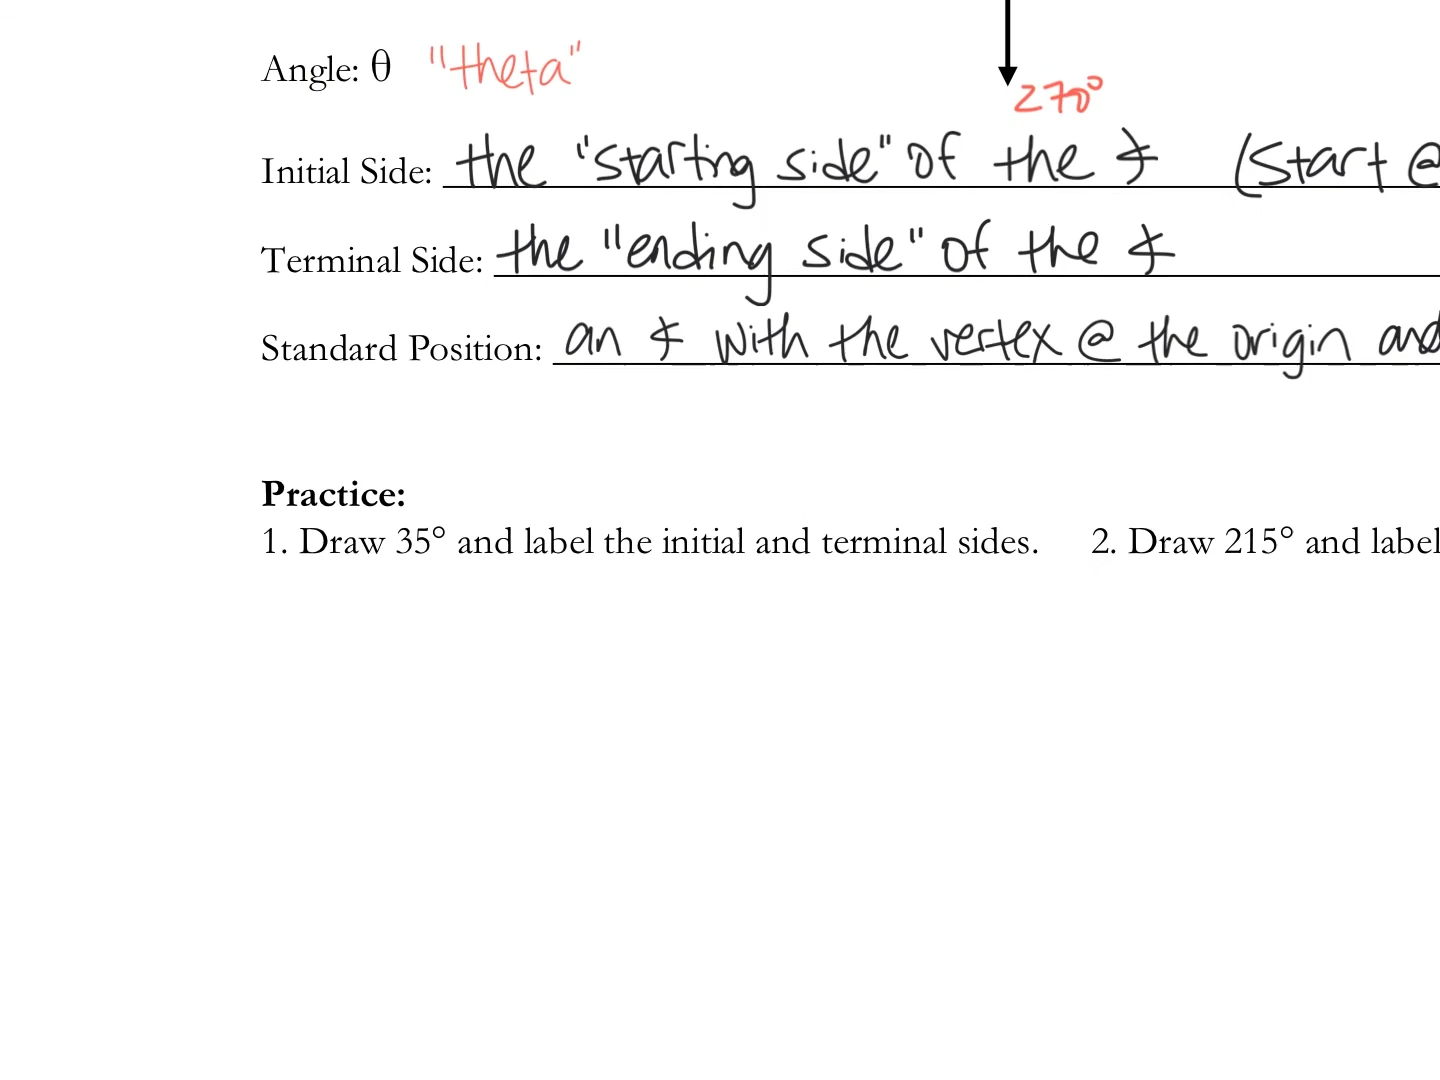 Angle: θ "theta"
270°
Initial Side: the "starting side" of the ∡ (Start @
Terminal Side: the "ending side" of the ∡
Standard Position: an ∡ with the vertex @ the origin and
Practice:
1. Draw 35° and label the initial and terminal sides. 2. Draw 215° and label